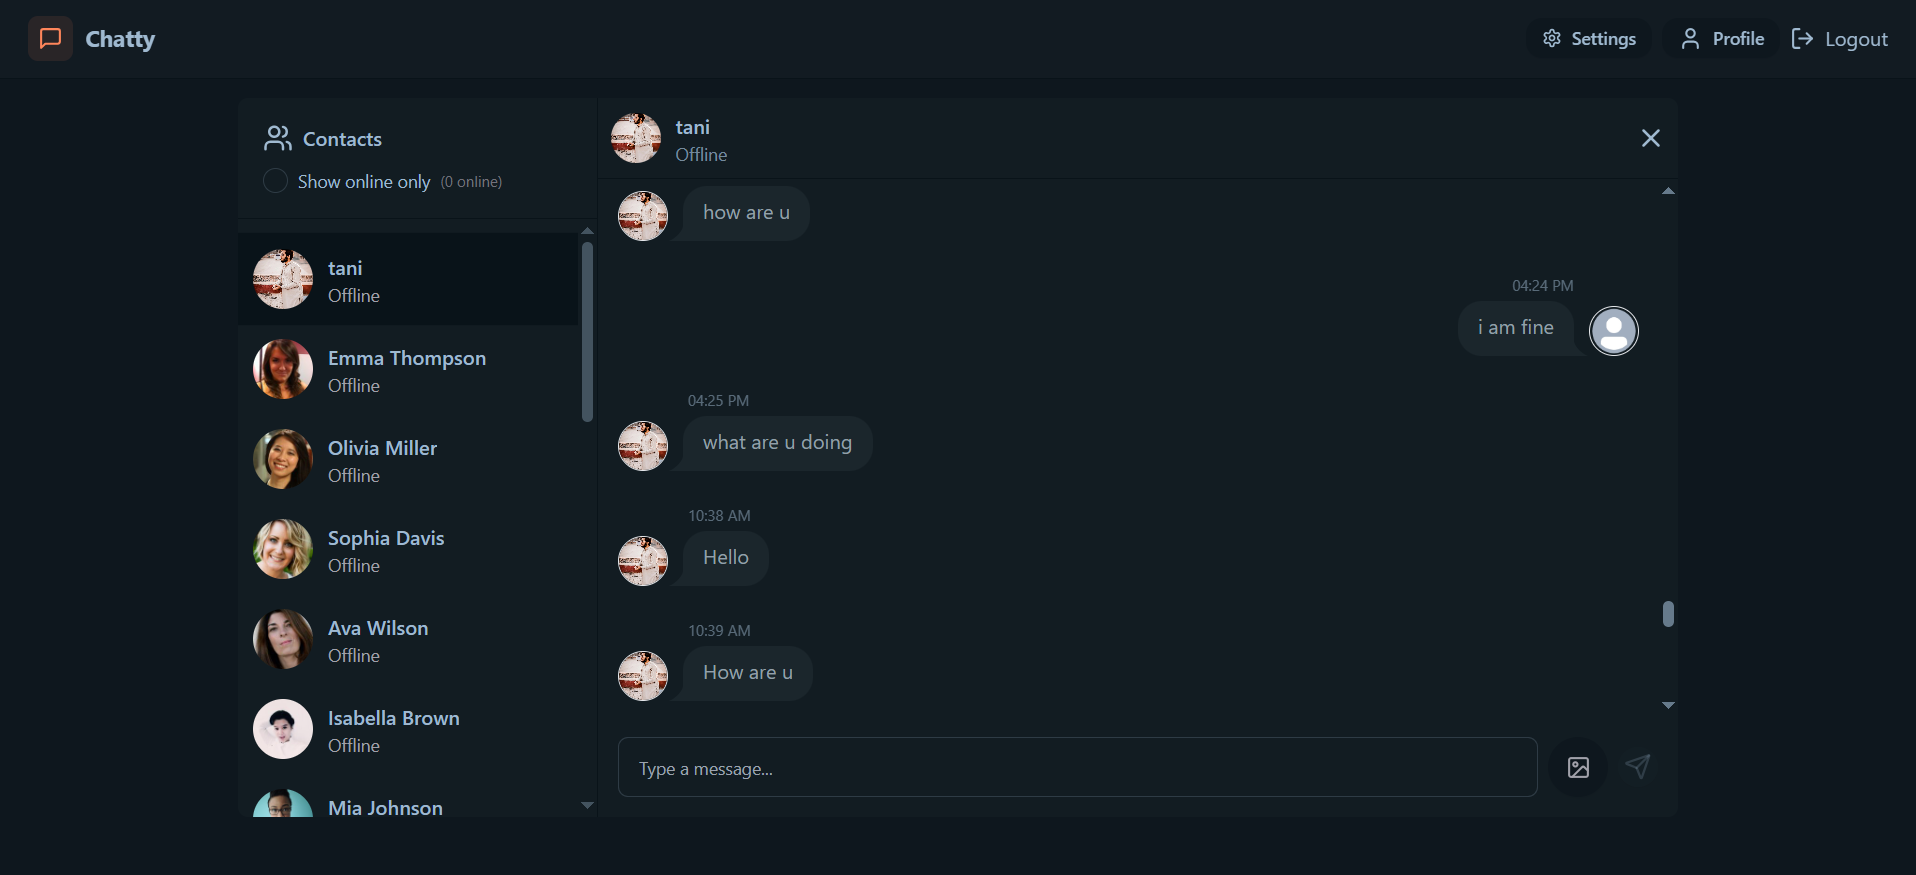 Chatty
Settings
Profile
Logout
Contacts
Show online only (0 online)
tani
Offline
Emma Thompson
Offline
Olivia Miller
Offline
Sophia Davis
Offline
Ava Wilson
Offline
Isabella Brown
Offline
Mia Johnson
tani
Offline
how are u
04:24 PM
i am fine
04:25 PM
what are u doing
10:38 AM
Hello
10:39 AM
How are u
Type a message...